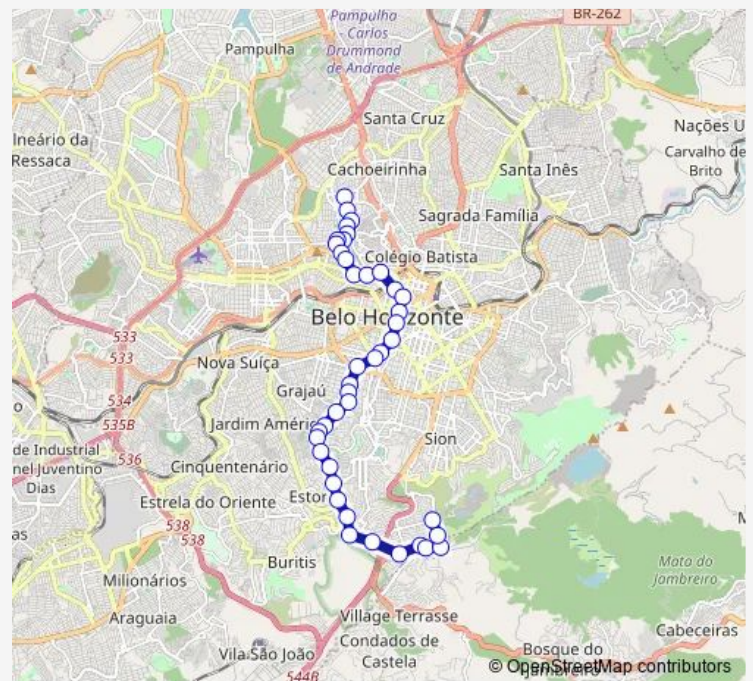 Pampulha
Carlos
Drummond
de Andrade
BR-262
Pampulha
Santa Cruz
Nações U
lneário da
Ressaca
Carvalho de
Brito
Cachoeirinha
Santa Inês
Sagrada Família
Colégio Batista
Belo Horizonte
533
533
Nova Suíça
Grajaú
534
535B
Jardim Améri
Sion
536
o
de Industrial
nel Juventino
Dias
Cinquentenário
Estrela do Oriente
Estor
538
538
as
Buritis
Milionários
Mata do
Jambreiro
Araguaia
Village Terrasse
Cabeceiras
Condados de
Castela
Vila São João
Bosque do
Jambreiro
544B
© OpenStreetMap contributors